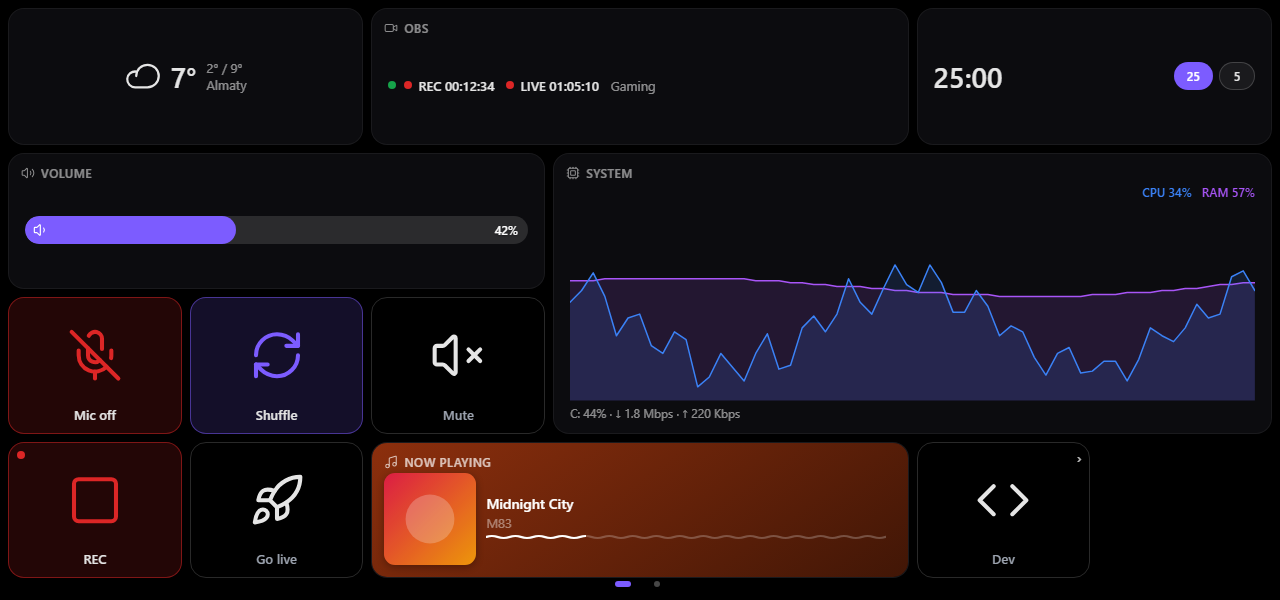 7°
2° / 9°
Almaty
OBS
REC 00:12:34 LIVE 01:05:10 Gaming
25:00
25
5
VOLUME
42%
SYSTEM
CPU 34% RAM 57%
C: 44% · ↓ 1.8 Mbps · ↑ 220 Kbps
Mic off
Shuffle
Mute
REC
Go live
NOW PLAYING
Midnight City
M83
Dev